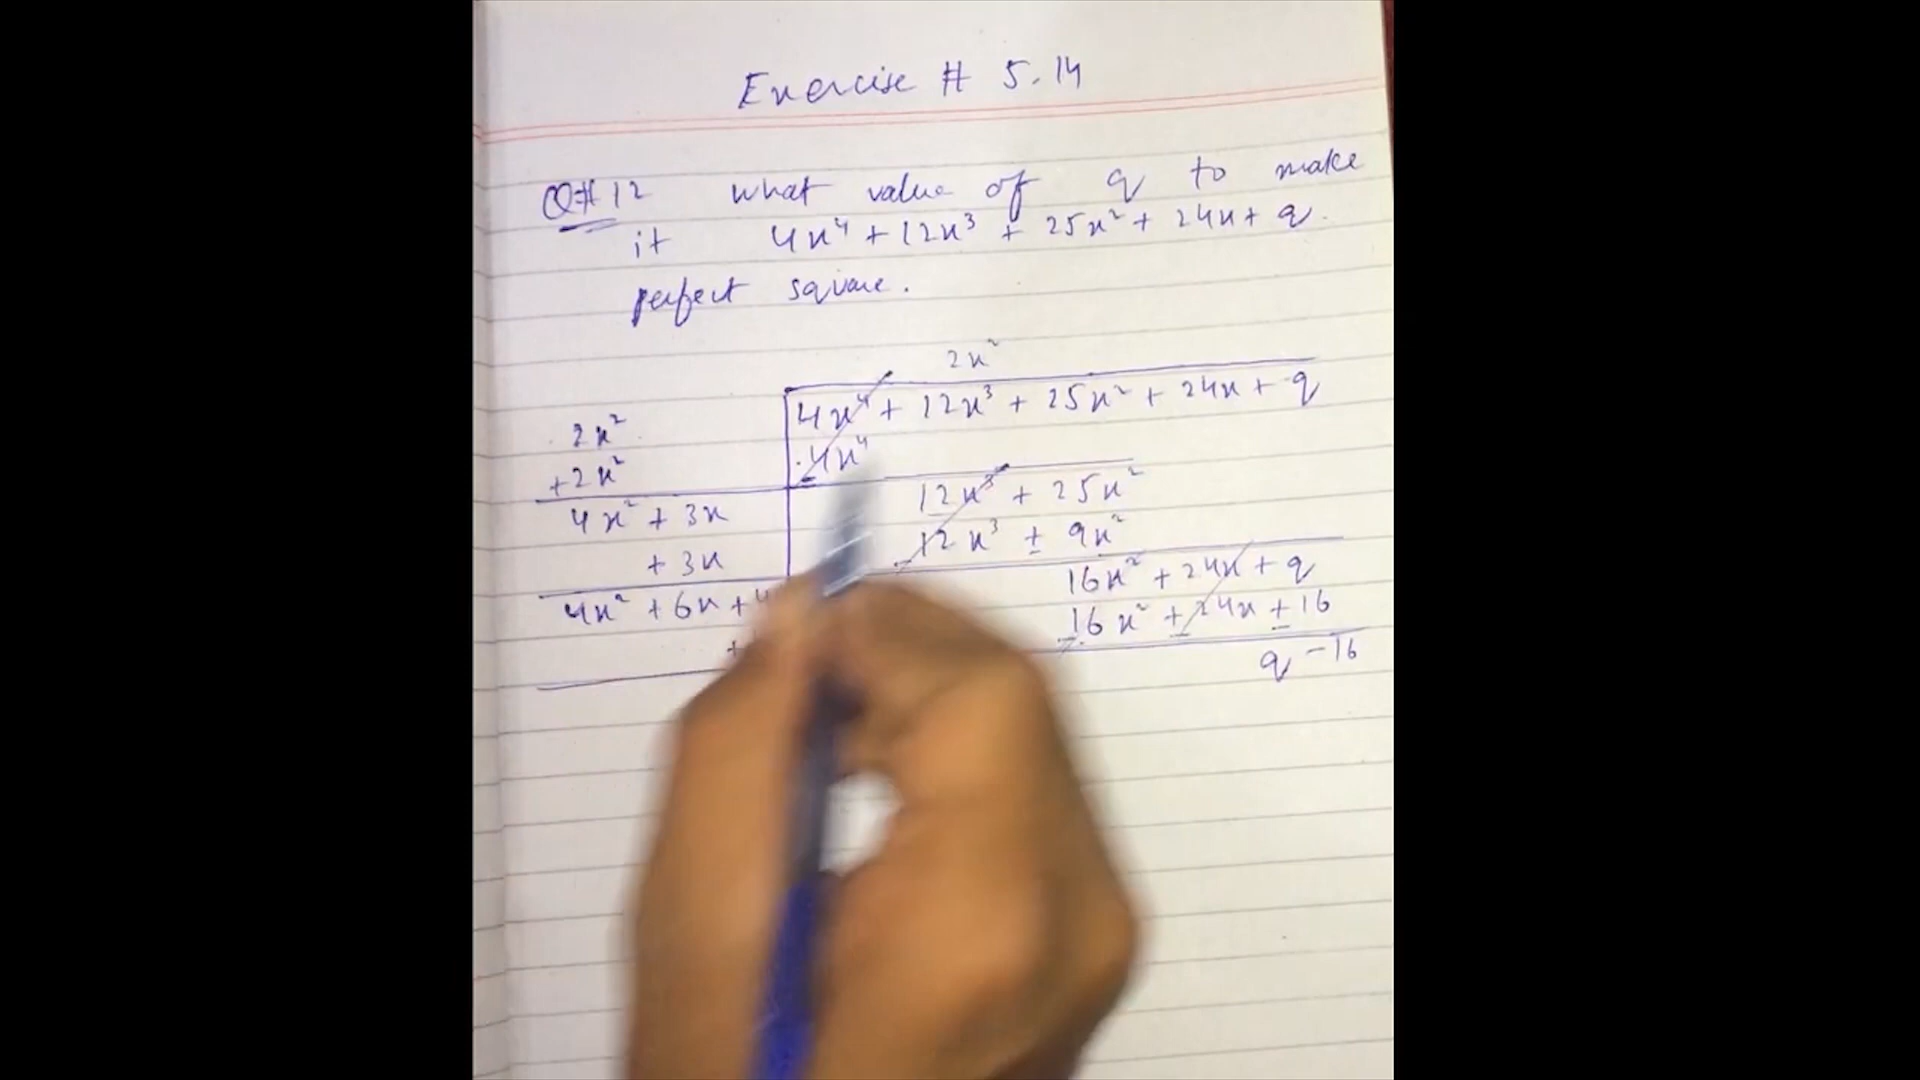 Exercise # 5.14
Q#12 what value of q to make
it 4x⁴ + 12x³ + 25x² + 24x + q.
perfect square.
2x²
4x⁴ + 12x³ + 25x² + 24x + q
2x²
4x⁴
+2x²
12x³ + 25x²
4x² + 3x
12x³ ± 9x²
+ 3x
16x² + 24x + q
4x² + 6x + 4
16x² + 24x + 16
+
q - 16